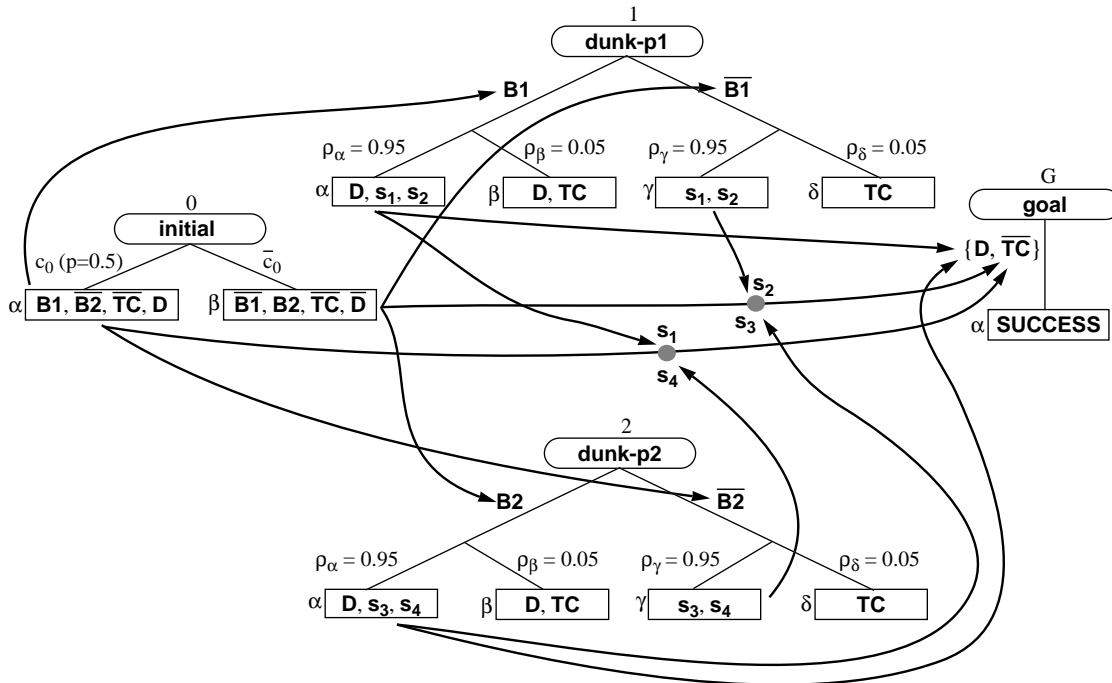 1
dunk-p1
B1
B̅1̅
ρα = 0.95
ρβ = 0.05
ργ = 0.95
ρδ = 0.05
α D, s₁, s₂
β D, TC
γ s₁, s₂
δ TC
G
goal
{D, T̅C̅}
α SUCCESS
0
initial
c₀ (p=0.5)
c̅₀
α B1, B̅2̅, T̅C̅, D
β B̅1̅, B2, T̅C̅, D̅
s₂
s₃
s₁
s₄
2
dunk-p2
B2
B̅2̅
ρα = 0.95
ρβ = 0.05
ργ = 0.95
ρδ = 0.05
α D, s₃, s₄
β D, TC
γ s₃, s₄
δ TC